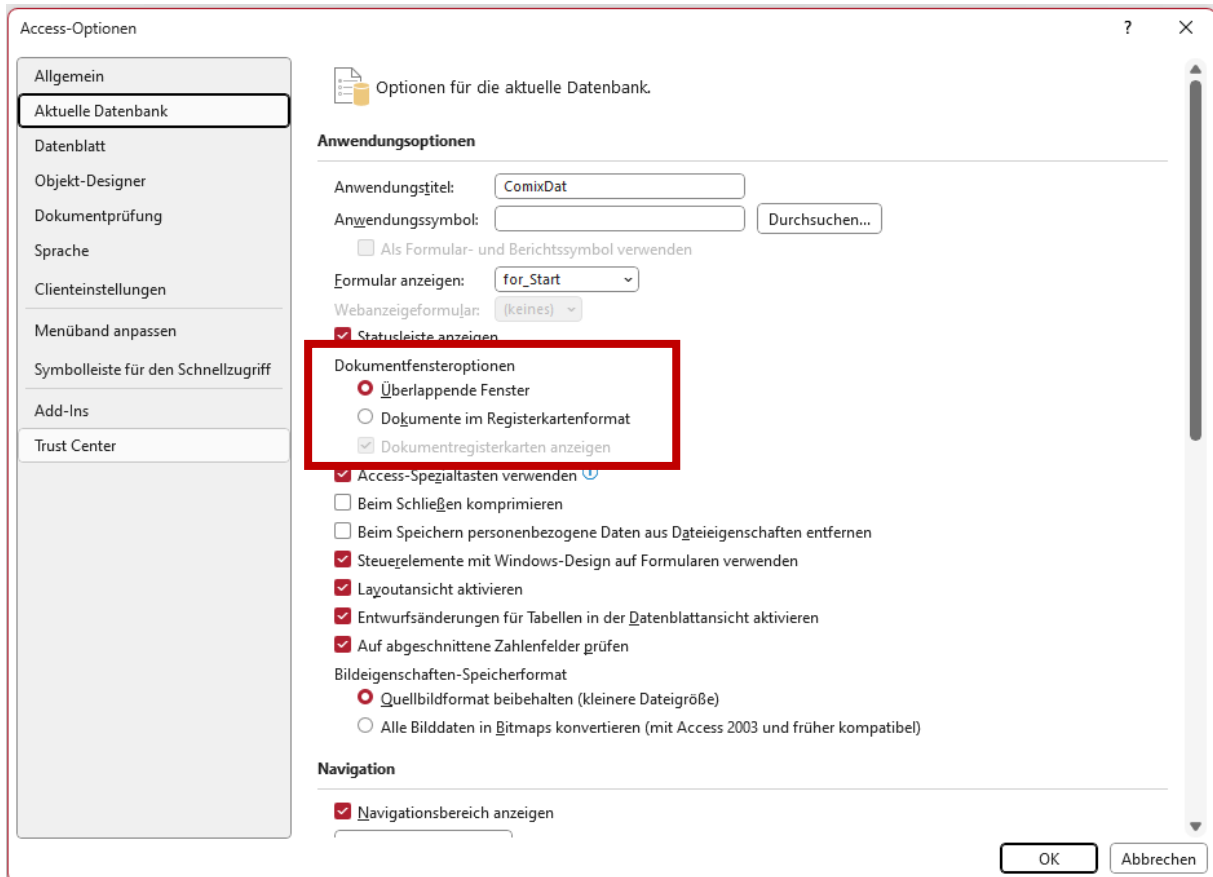 Access-Optionen
?
Allgemein
Aktuelle Datenbank
Datenblatt
Objekt-Designer
Dokumentprüfung
Sprache
Clienteinstellungen
Menüband anpassen
Symbolleiste für den Schnellzugriff
Add-Ins
Trust Center
Optionen für die aktuelle Datenbank.
Anwendungsoptionen
Anwendungstitel: ComixDat
Anwendungssymbol: Durchsuchen...
Als Formular- und Berichtssymbol verwenden
Formular anzeigen: for_Start
Webanzeigeformular: (keines)
Statusleiste anzeigen
Dokumentfensteroptionen
Überlappende Fenster
Dokumente im Registerkartenformat
Dokumentregisterkarten anzeigen
Access-Spezialtasten verwenden
Beim Schließen komprimieren
Beim Speichern personenbezogene Daten aus Dateieigenschaften entfernen
Steuerelemente mit Windows-Design auf Formularen verwenden
Layoutansicht aktivieren
Entwurfsänderungen für Tabellen in der Datenblattansicht aktivieren
Auf abgeschnittene Zahlenfelder prüfen
Bildeigenschaften-Speicherformat
Quellbildformat beibehalten (kleinere Dateigröße)
Alle Bilddaten in Bitmaps konvertieren (mit Access 2003 und früher kompatibel)
Navigation
Navigationsbereich anzeigen
OK Abbrechen